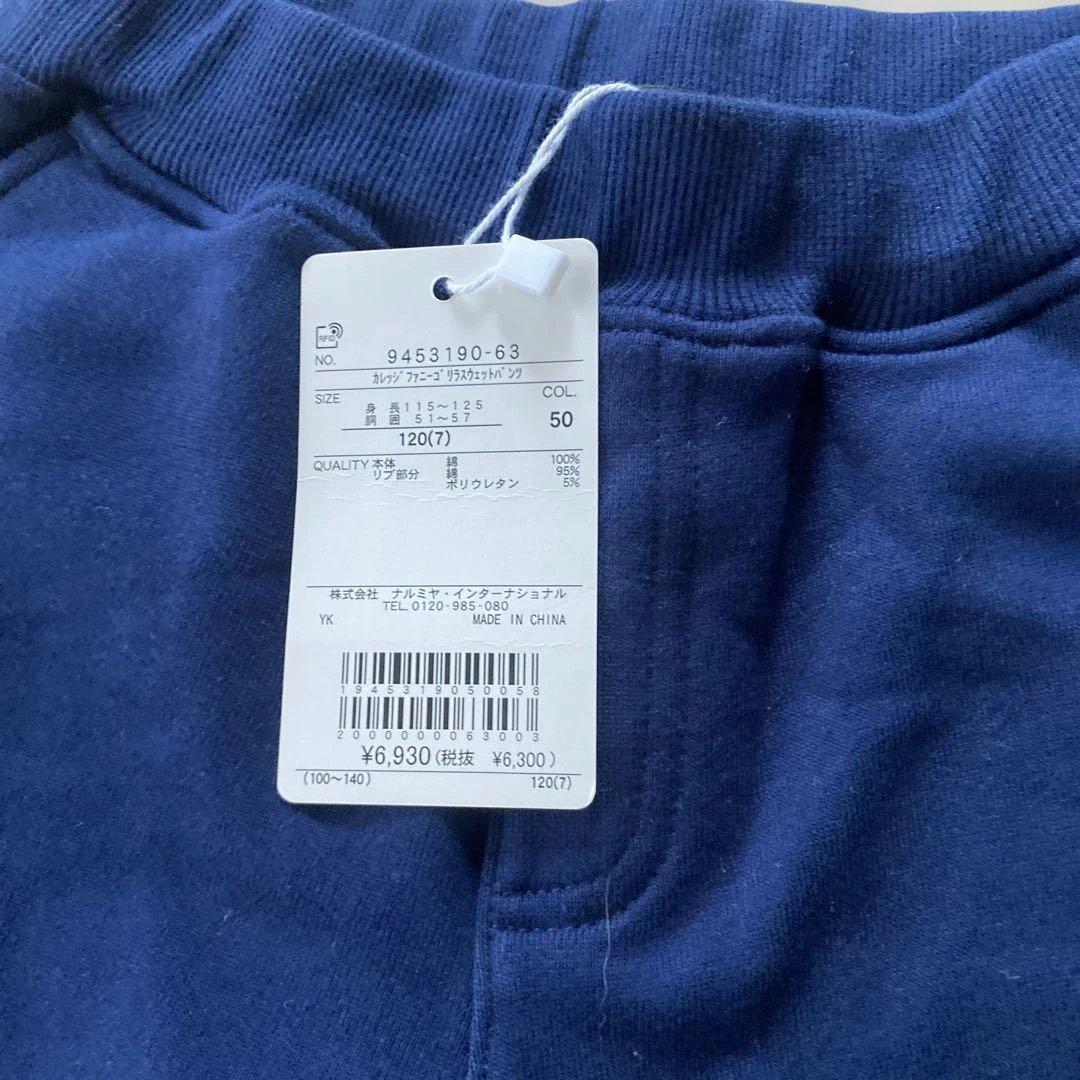 RFID
NO. 9453190-63
ｶﾚｯｼﾞﾌｧﾆｰｺﾞﾘﾗｽｳｪｯﾄﾊﾟﾝﾂ
SIZE COL.
身 長 115～125
胴 囲 51～57 50
120(7)
QUALITY 本体 綿 100%
リブ部分 綿 95%
ポリウレタン 5%
株式会社 ナルミヤ・インターナショナル
TEL.0120-985-080
YK MADE IN CHINA
1945319050058
2000000063003
¥6,930(税抜 ¥6,300)
(100～140) 120(7)